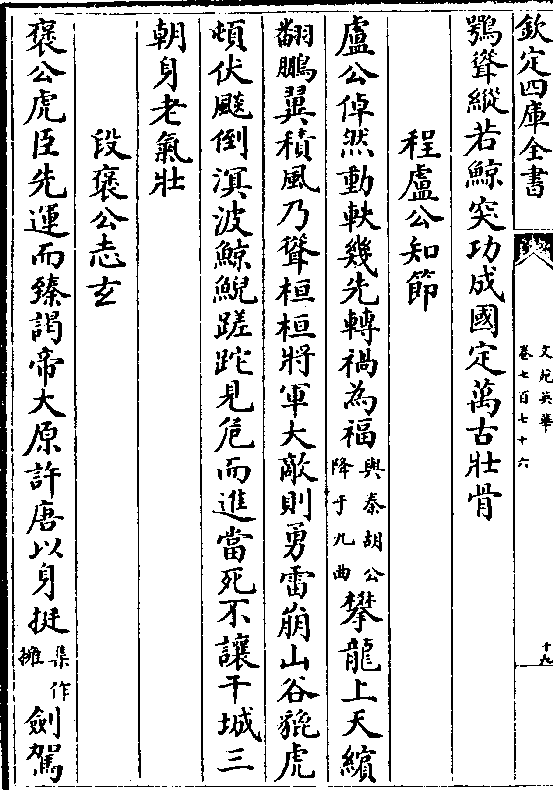 欽定四庫全書
文苑英華
卷七百七十六
十九
鶚聳縱若鯨突功成國定萬古壯骨
程盧公知節
盧公倬然動軼幾先轉禍為福與秦胡公降于九曲攀龍上天繽
翻鵬翼積風乃聳桓桓將軍大敵則勇雷崩山谷貔虎
頓伏飈倒溟波鯨鯢蹉跎見危而進當死不讓干城三
朝身老氣壯
段褒公志玄
褒公虎臣先運而臻謁帝大原許唐以身挺集作擁劍駕